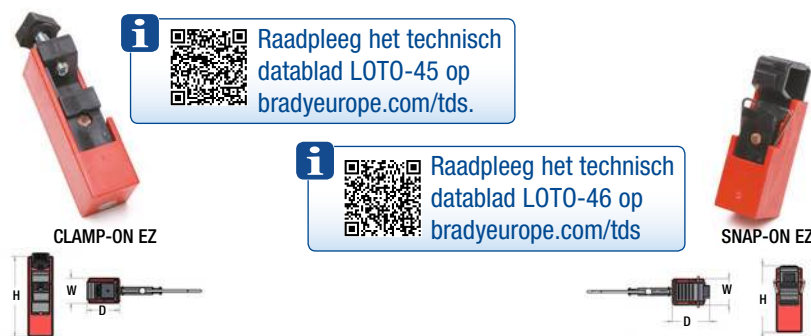 i
Raadpleeg het technisch
datablad LOTO-45 op
bradyeurope.com/tds.
i
Raadpleeg het technisch
datablad LOTO-46 op
bradyeurope.com/tds
CLAMP-ON EZ
SNAP-ON EZ
H
W
D
W
D
H